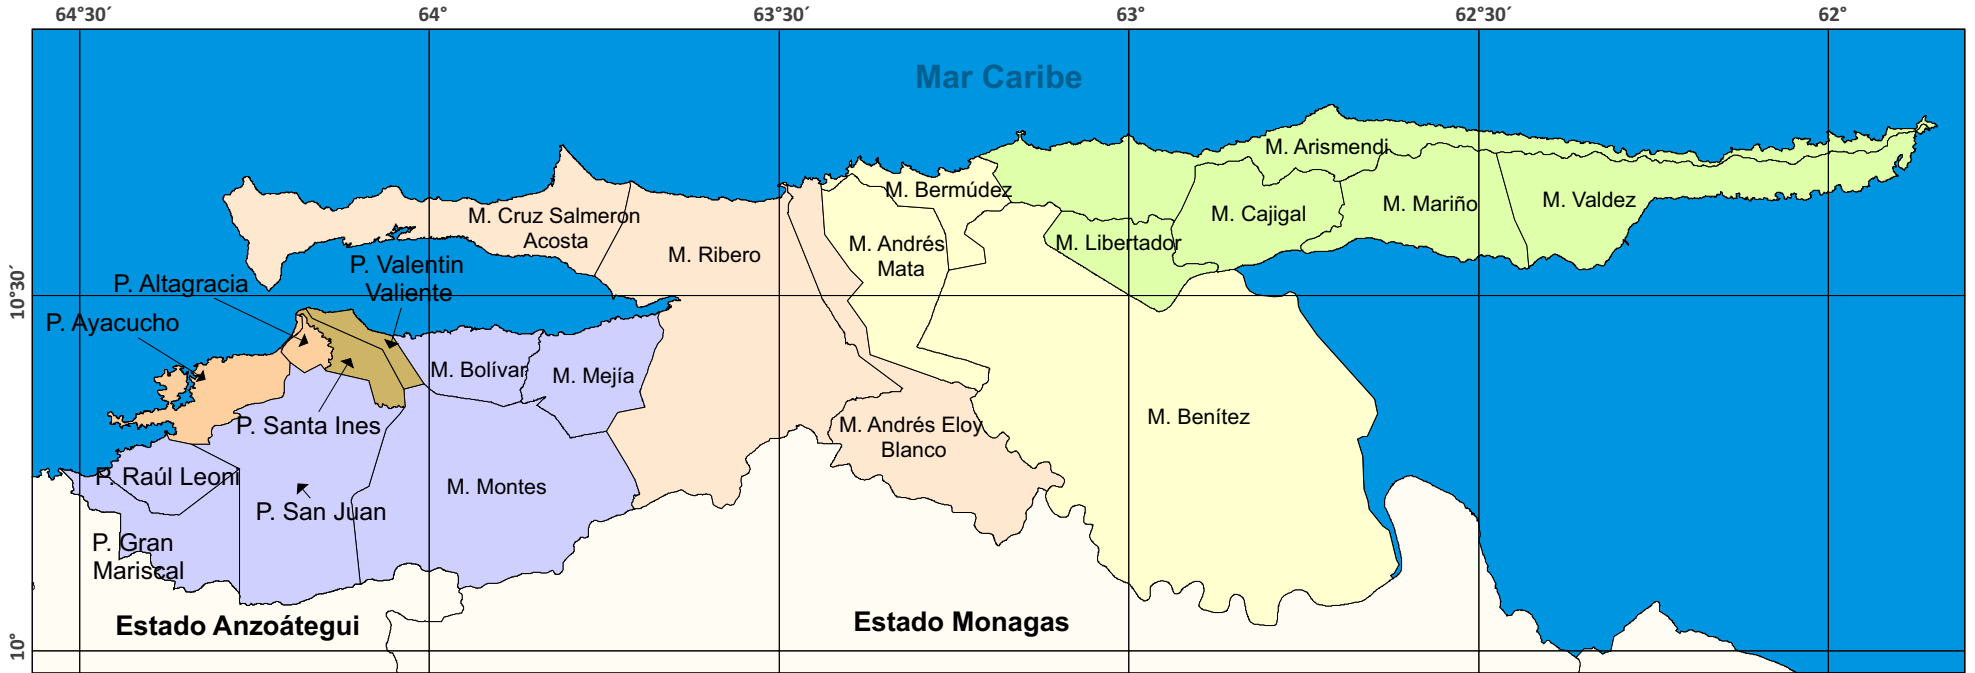 64°30´
64°
63°30´
63°
62°30´
62°
Mar Caribe
M. Arismendi
M. Bermúdez
M. Cruz Salmeron
Acosta
M. Cajigal
M. Mariño
M. Valdez
M. Andrés
Mata
M. Libertador
M. Ribero
P. Valentin
Valiente
P. Altagracia
10°30´
P. Ayacucho
M. Bolívar
M. Mejía
P. Santa Ines
M. Andrés Eloy
Blanco
M. Benítez
P. Raúl Leoni
M. Montes
P. San Juan
P. Gran
Mariscal
Estado Anzoátegui
Estado Monagas
10°